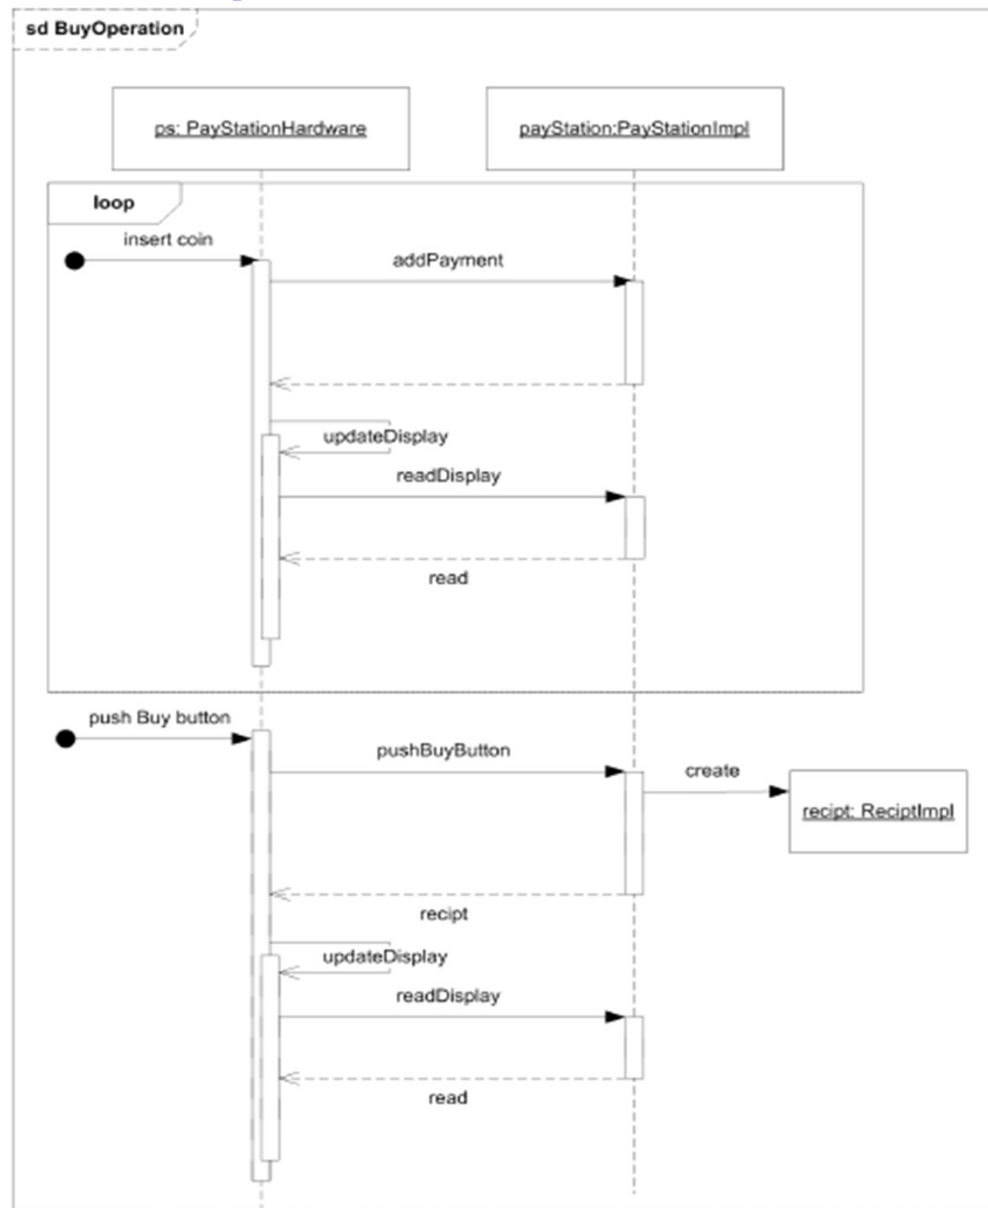 sd BuyOperation
ps: PayStationHardware
payStation:PayStationImpl
loop
insert coin
addPayment
updateDisplay
readDisplay
read
push Buy button
pushBuyButton
create
recipt: ReciptImpl
recipt
updateDisplay
readDisplay
read